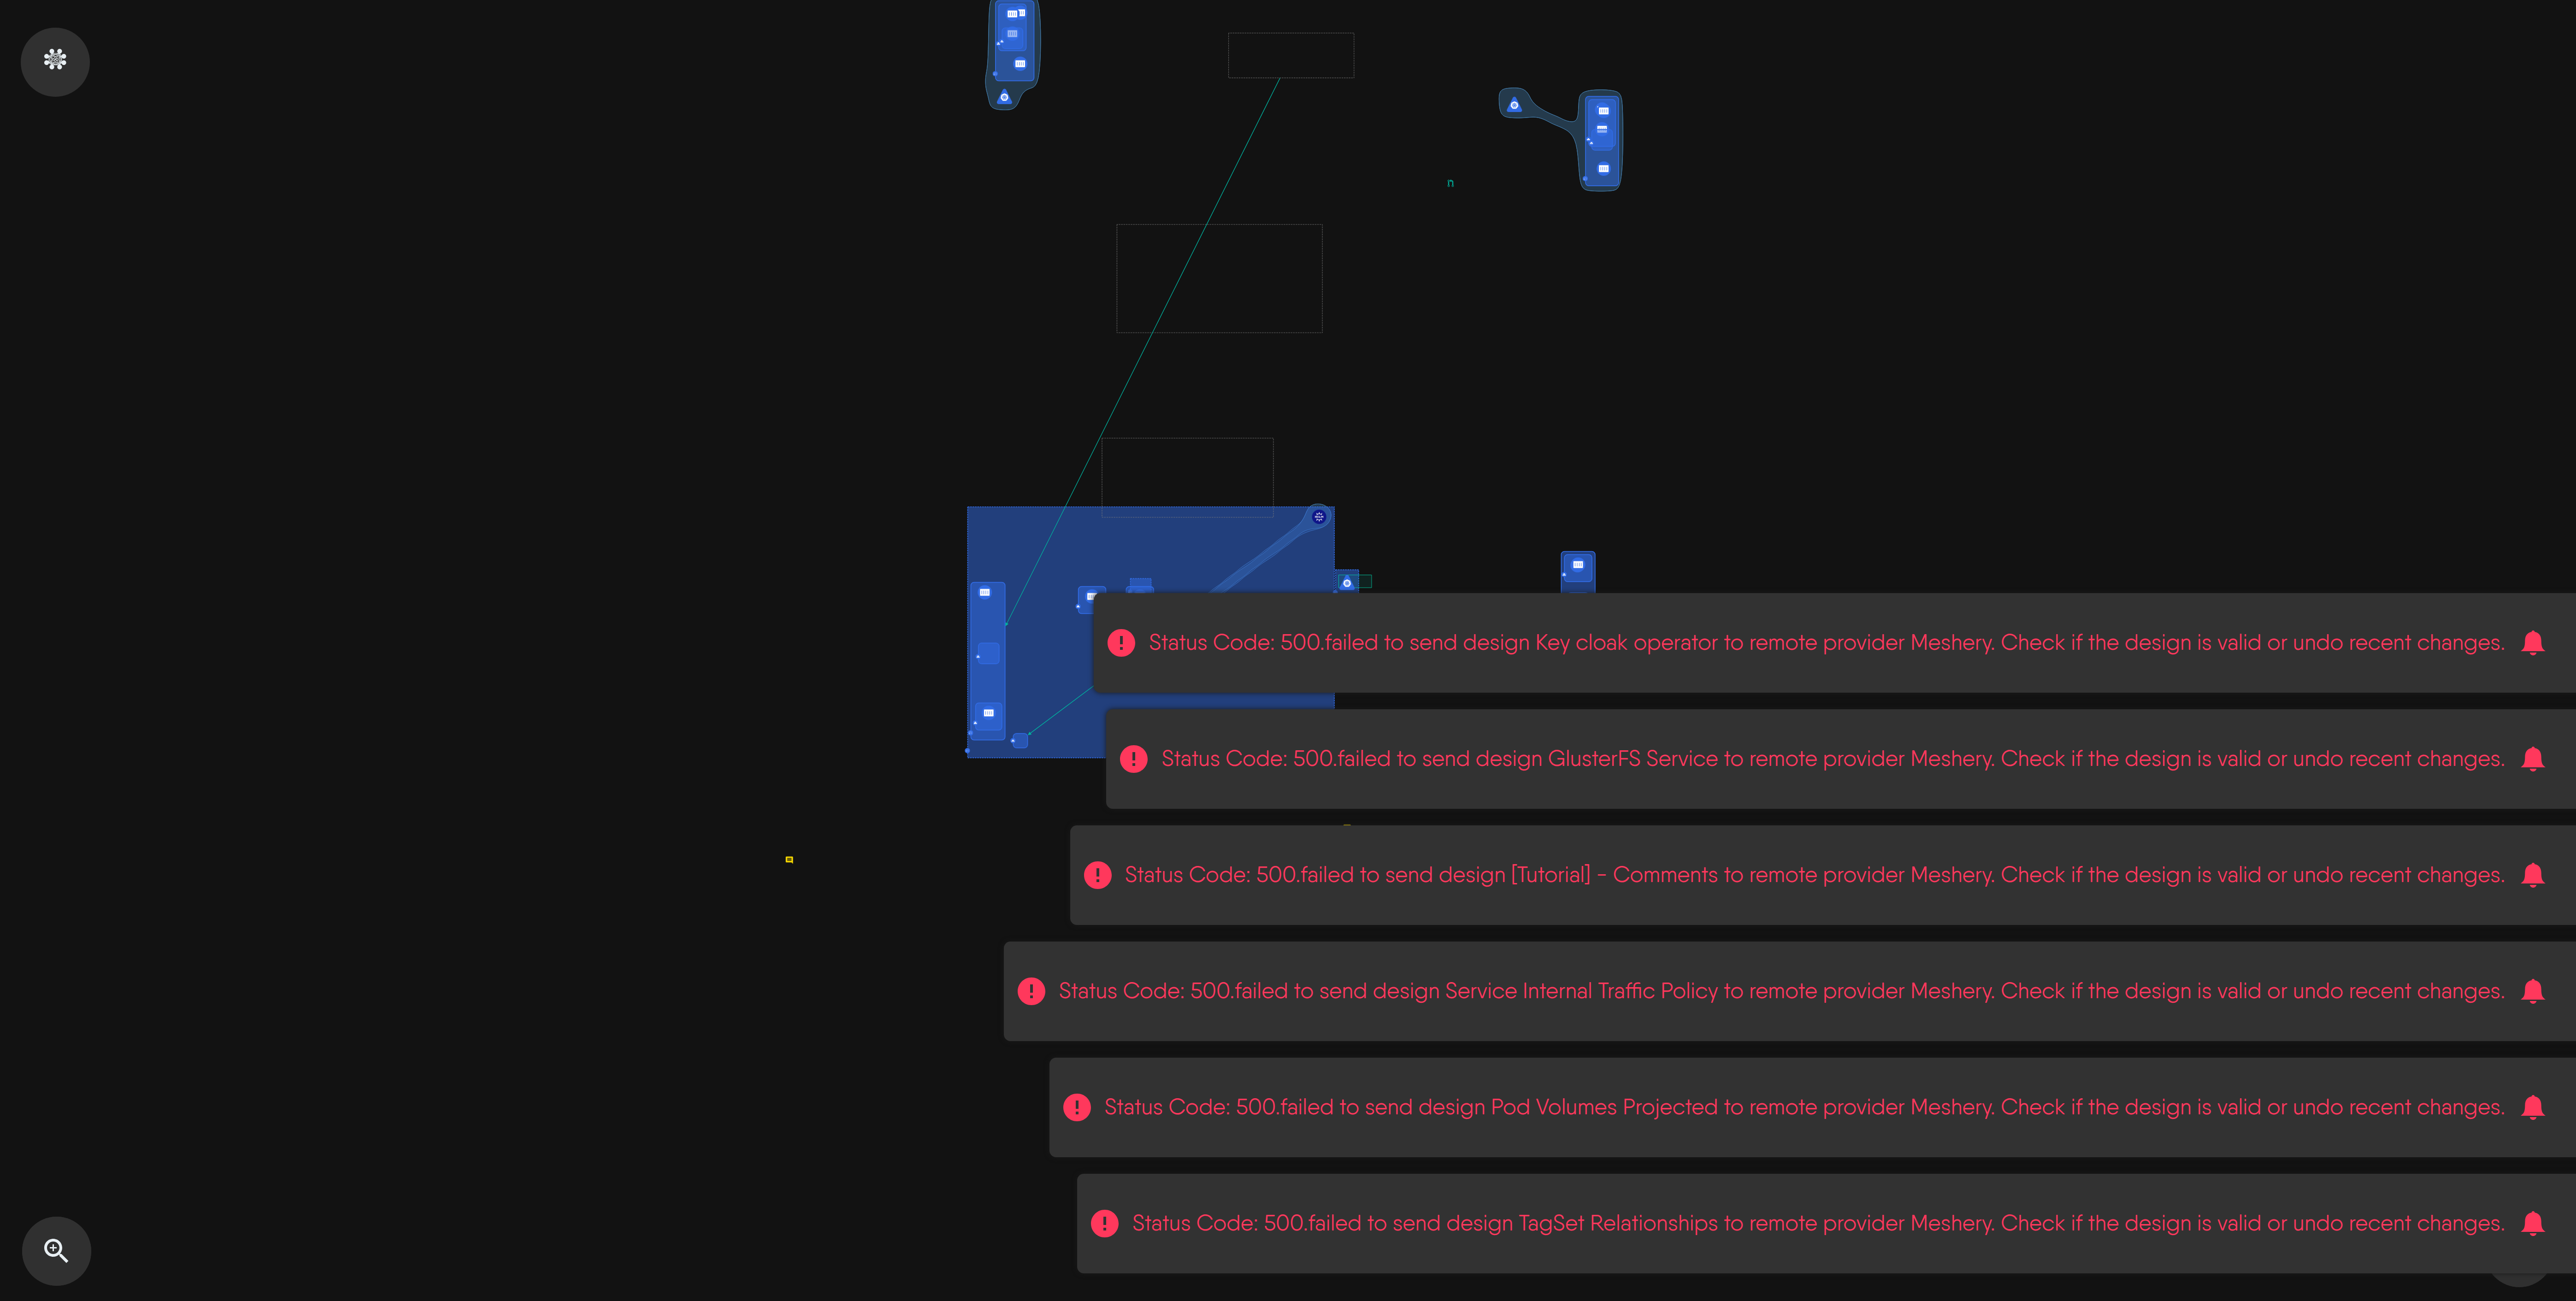 n
Status Code: 500.failed to send design Key cloak operator to remote provider Meshery. Check if the design is valid or undo recent changes.
Status Code: 500.failed to send design GlusterFS Service to remote provider Meshery. Check if the design is valid or undo recent changes.
Status Code: 500.failed to send design [Tutorial] - Comments to remote provider Meshery. Check if the design is valid or undo recent changes.
Status Code: 500.failed to send design Service Internal Traffic Policy to remote provider Meshery. Check if the design is valid or undo recent changes.
Status Code: 500.failed to send design Pod Volumes Projected to remote provider Meshery. Check if the design is valid or undo recent changes.
Status Code: 500.failed to send design TagSet Relationships to remote provider Meshery. Check if the design is valid or undo recent changes.